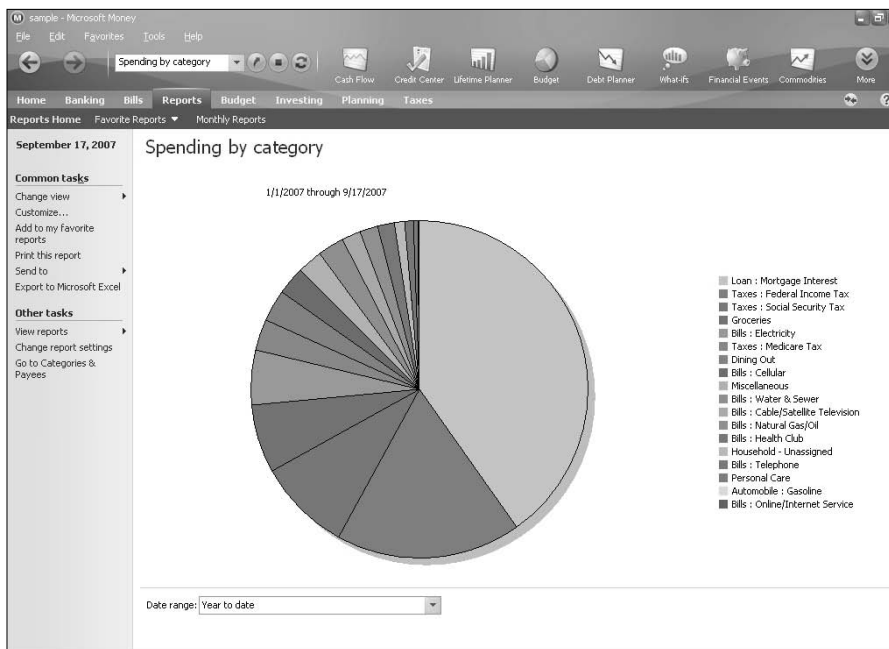 sample - Microsoft Money
File Edit Favorites Tools Help
Spending by category
Cash Flow Credit Center Lifetime Planner Budget Debt Planner What-ifs Financial Events Commodities More
Home Banking Bills Reports Budget Investing Planning Taxes
Reports Home Favorite Reports Monthly Reports
September 17, 2007
Common tasks
Change view
Customize...
Add to my favorite
reports
Print this report
Send to
Export to Microsoft Excel
Other tasks
View reports
Change report settings
Go to Categories &
Payees
Spending by category
1/1/2007 through 9/17/2007
Loan : Mortgage Interest
Taxes : Federal Income Tax
Taxes : Social Security Tax
Groceries
Bills : Electricity
Taxes : Medicare Tax
Dining Out
Bills : Cellular
Miscellaneous
Bills : Water & Sewer
Bills : Cable/Satellite Television
Bills : Natural Gas/Oil
Bills : Health Club
Household - Unassigned
Bills : Telephone
Personal Care
Automobile : Gasoline
Bills : Online/Internet Service
Date range: Year to date